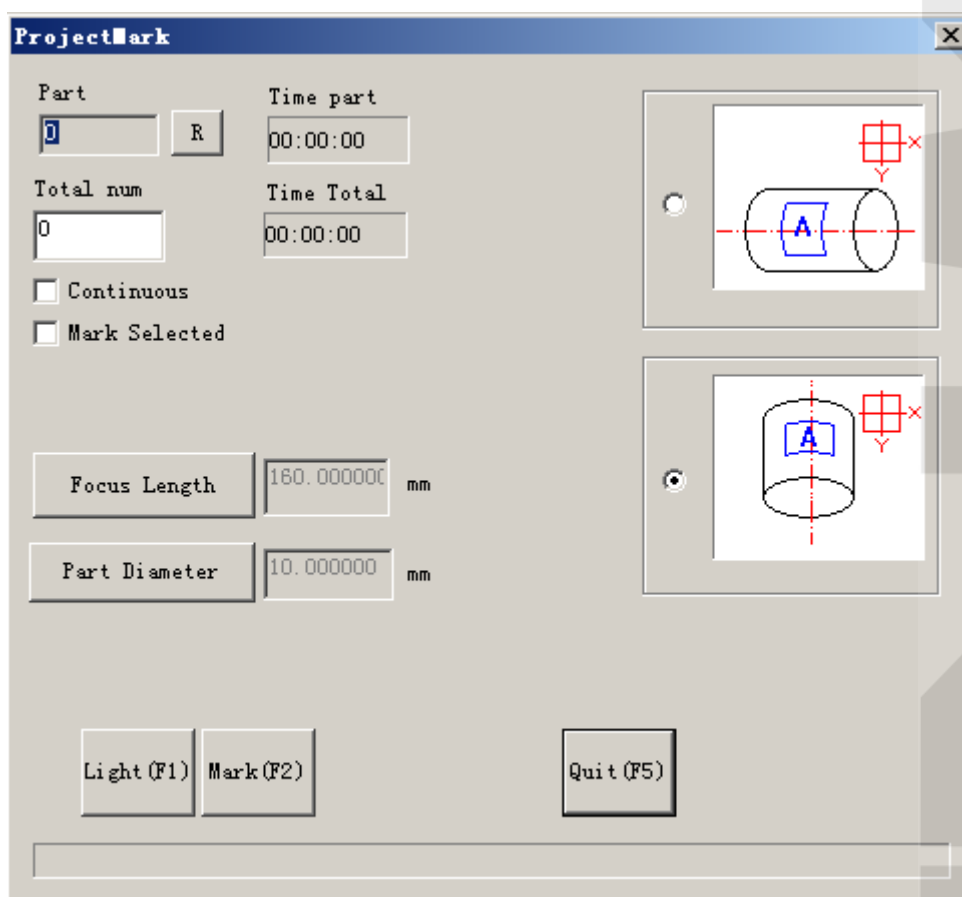 ProjectMark
Part
0
R
Time part
00:00:00
Total num
0
Time Total
00:00:00
Continuous
Mark Selected
Focus Length
160.000000
mm
Part Diameter
10.000000
mm
Light(F1)
Mark(F2)
Quit(F5)
X
Y
A
X
Y
A